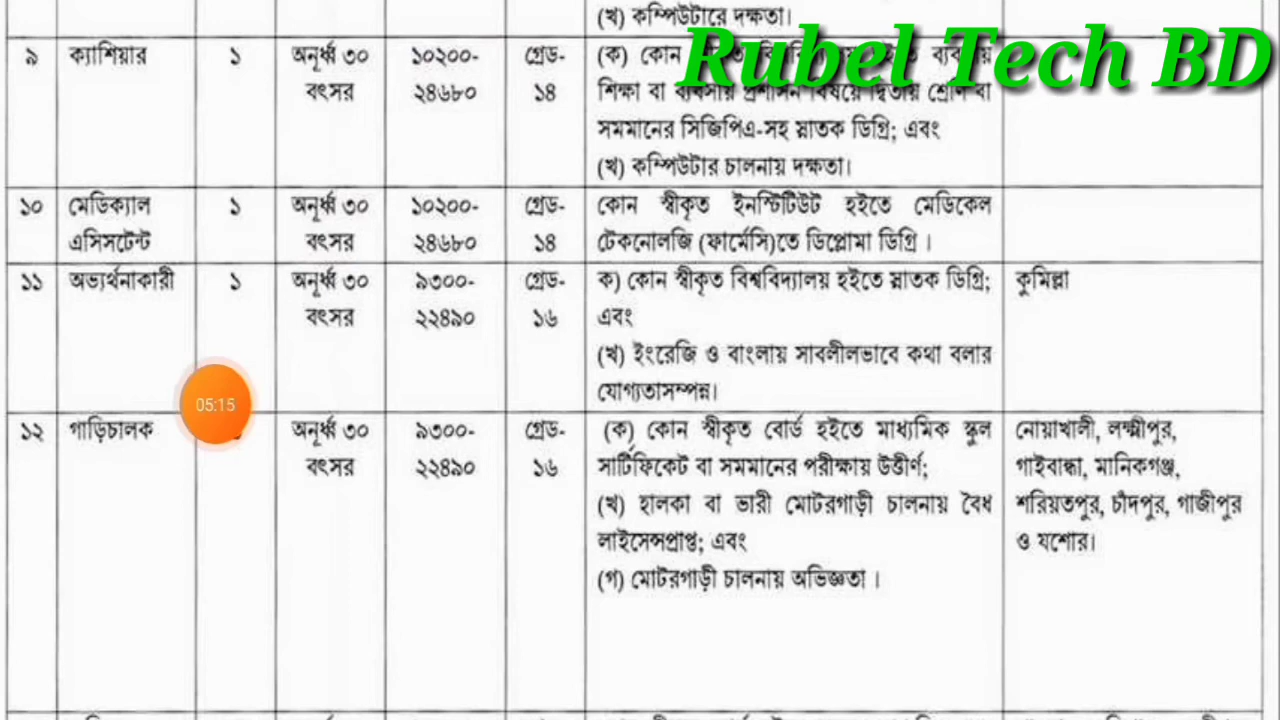 (খ) কম্পিউটারে দক্ষতা।
Rubel Tech BD
৯ ক্যাশিয়ার ১ অনূর্ধ্ব ৩০ ১০২০০- গ্রেড- (ক) কোন
বৎসর ২৪৬৮০ ১৪ শিক্ষা বা ব্যবসায় প্রশাসন বিষয়ে দ্বিতীয় শ্রেণি বা
সমমানের সিজিপিএ-সহ স্নাতক ডিগ্রি; এবং
(খ) কম্পিউটার চালনায় দক্ষতা।
১০ মেডিক্যাল ১ অনূর্ধ্ব ৩০ ১০২০০- গ্রেড- কোন স্বীকৃত ইনস্টিটিউট হইতে মেডিকেল
এসিসটেন্ট বৎসর ২৪৬৮০ ১৪ টেকনোলজি (ফার্মেসি)তে ডিপ্লোমা ডিগ্রি ।
১১ অভ্যর্থনাকারী ১ অনূর্ধ্ব ৩০ ৯৩০০- গ্রেড- ক) কোন স্বীকৃত বিশ্ববিদ্যালয় হইতে স্নাতক ডিগ্রি; কুমিল্লা
বৎসর ২২৪৯০ ১৬ এবং
(খ) ইংরেজি ও বাংলায় সাবলীলভাবে কথা বলার
যোগ্যতাসম্পন্ন।
05:15
১২ গাড়িচালক অনূর্ধ্ব ৩০ ৯৩০০- গ্রেড- (ক) কোন স্বীকৃত বোর্ড হইতে মাধ্যমিক স্কুল নোয়াখালী, লক্ষ্মীপুর,
বৎসর ২২৪৯০ ১৬ সার্টিফিকেট বা সমমানের পরীক্ষায় উত্তীর্ণ; গাইবান্ধা, মানিকগঞ্জ,
(খ) হালকা বা ভারী মোটরগাড়ী চালনায় বৈধ শরিয়তপুর, চাঁদপুর, গাজীপুর
লাইসেন্সপ্রাপ্ত; এবং ও যশোর।
(গ) মোটরগাড়ী চালনায় অভিজ্ঞতা ।